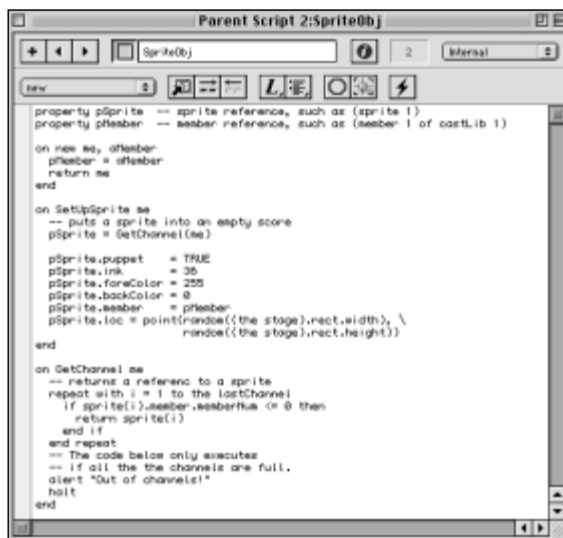 Parent Script 2:SpriteObj
SpriteObj
2
Internal
new
property pSprite -- sprite reference, such as (sprite 1)
property pMember -- member reference, such as (member 1 of castLib 1)
on new me, aMember
pMember = aMember
return me
end
on SetUpSprite me
-- puts a sprite into an empty score
pSprite = GetChannel(me)
pSprite.puppet = TRUE
pSprite.ink = 36
pSprite.foreColor = 255
pSprite.backColor = 0
pSprite.member = pMember
pSprite.loc = point(random((the stage).rect.width), \
random((the stage).rect.height))
end
on GetChannel me
-- returns a referenc to a sprite
repeat with i = 1 to the lastChannel
if sprite(i).member.memberNum <= 0 then
return sprite(i)
end if
end repeat
-- The code below only executes
-- if all the the channels are full.
alert "Out of channels!"
halt
end